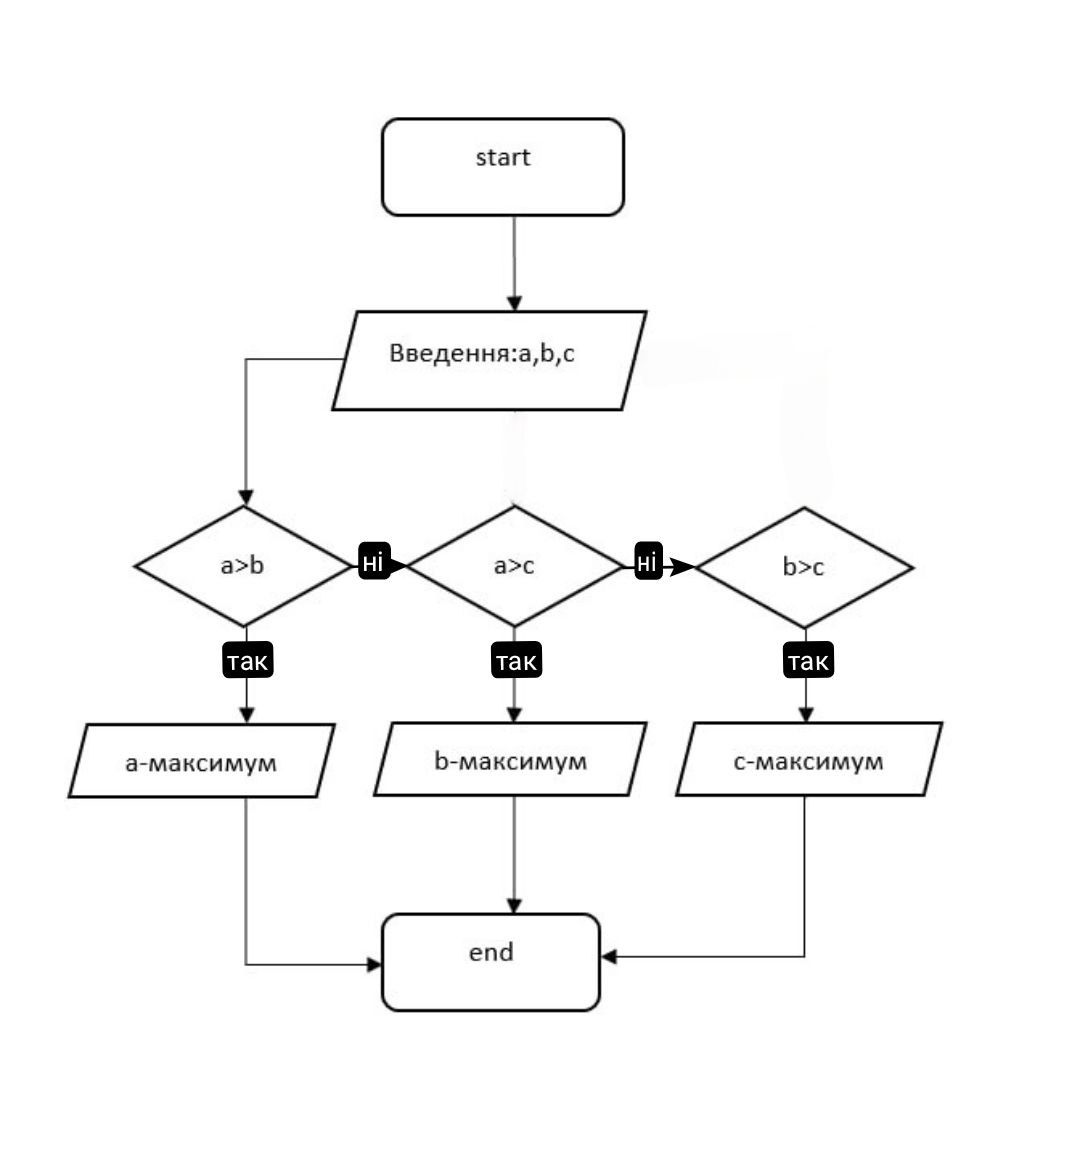 start
Введення:a,b,c
a>b
ні
a>c
ні
b>c
так
так
так
a-максимум
b-максимум
c-максимум
end